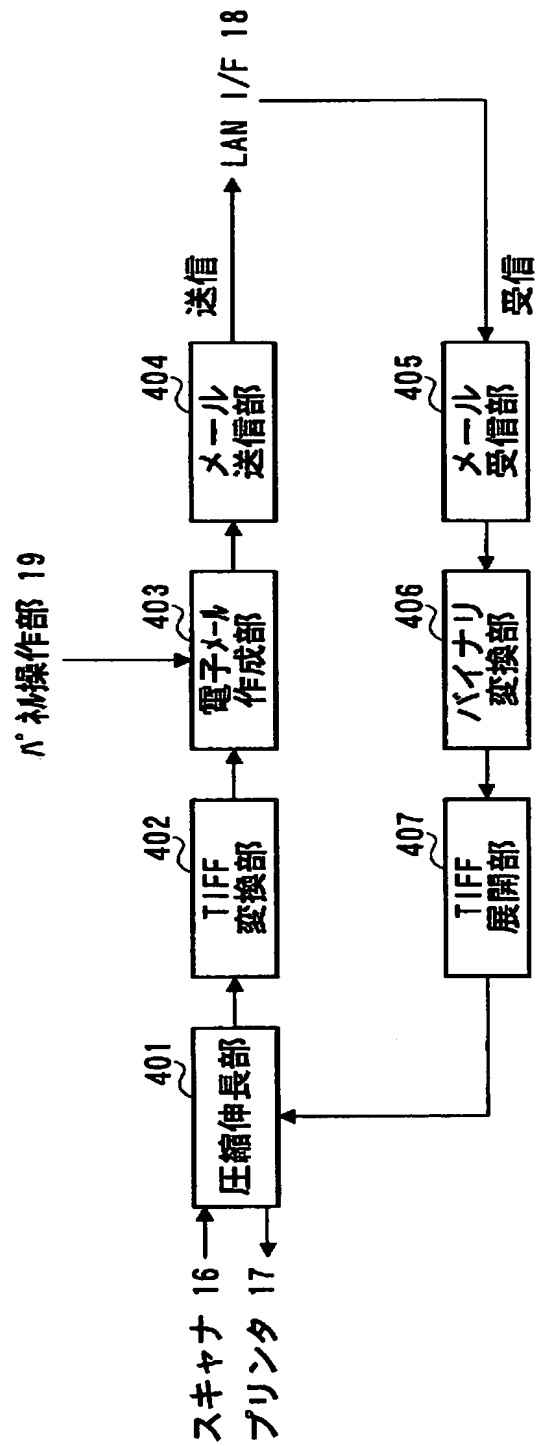 パネル操作部 19
スキャナ 16
プリンタ 17
401
圧縮伸長部
402
TIFF
変換部
403
電子メール
作成部
404
メール
送信部
送信
LAN I/F 18
407
TIFF
展開部
406
バイナリ
変換部
405
メール
受信部
受信